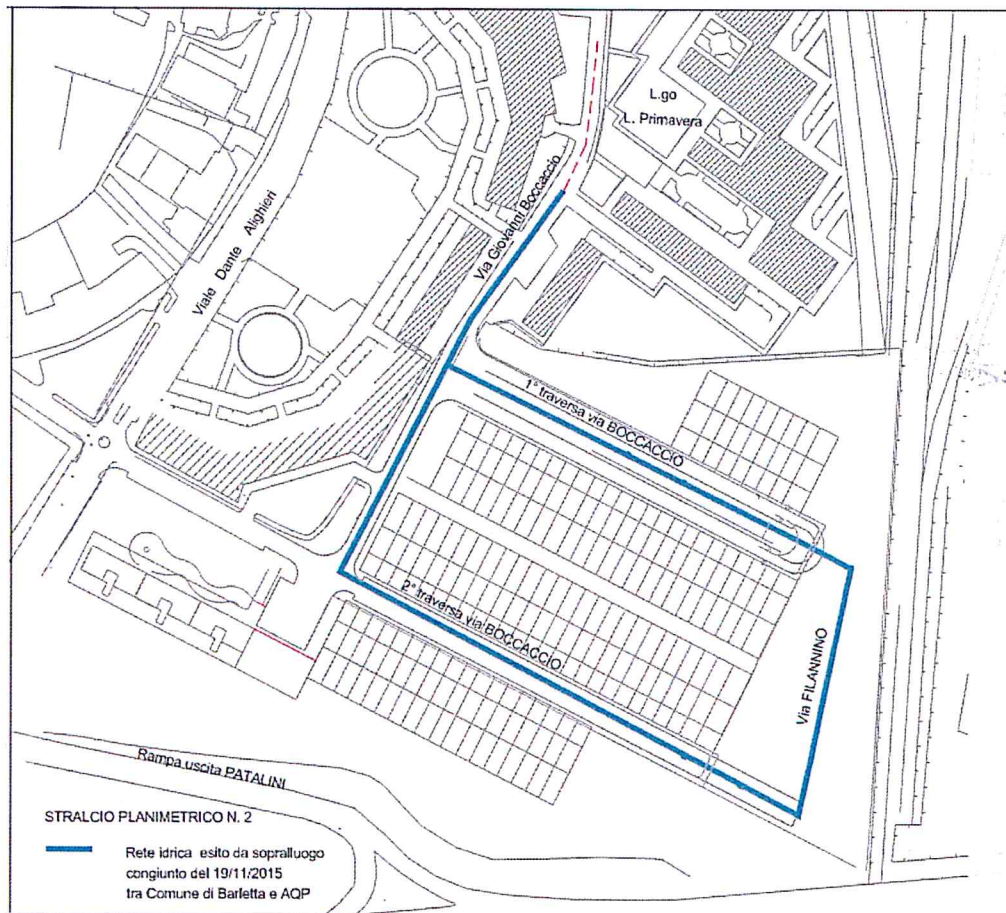 L.go
L. Primavera
Via Giovanni Boccaccio
Viale Dante Alighieri
1° traversa via BOCCACCIO
2° traversa via BOCCACCIO
Via FILANNINO
Rampa uscita PATALINI
STRALCIO PLANIMETRICO N. 2
Rete idrica esito da sopralluogo
congiunto del 19/11/2015
tra Comune di Barletta e AQP